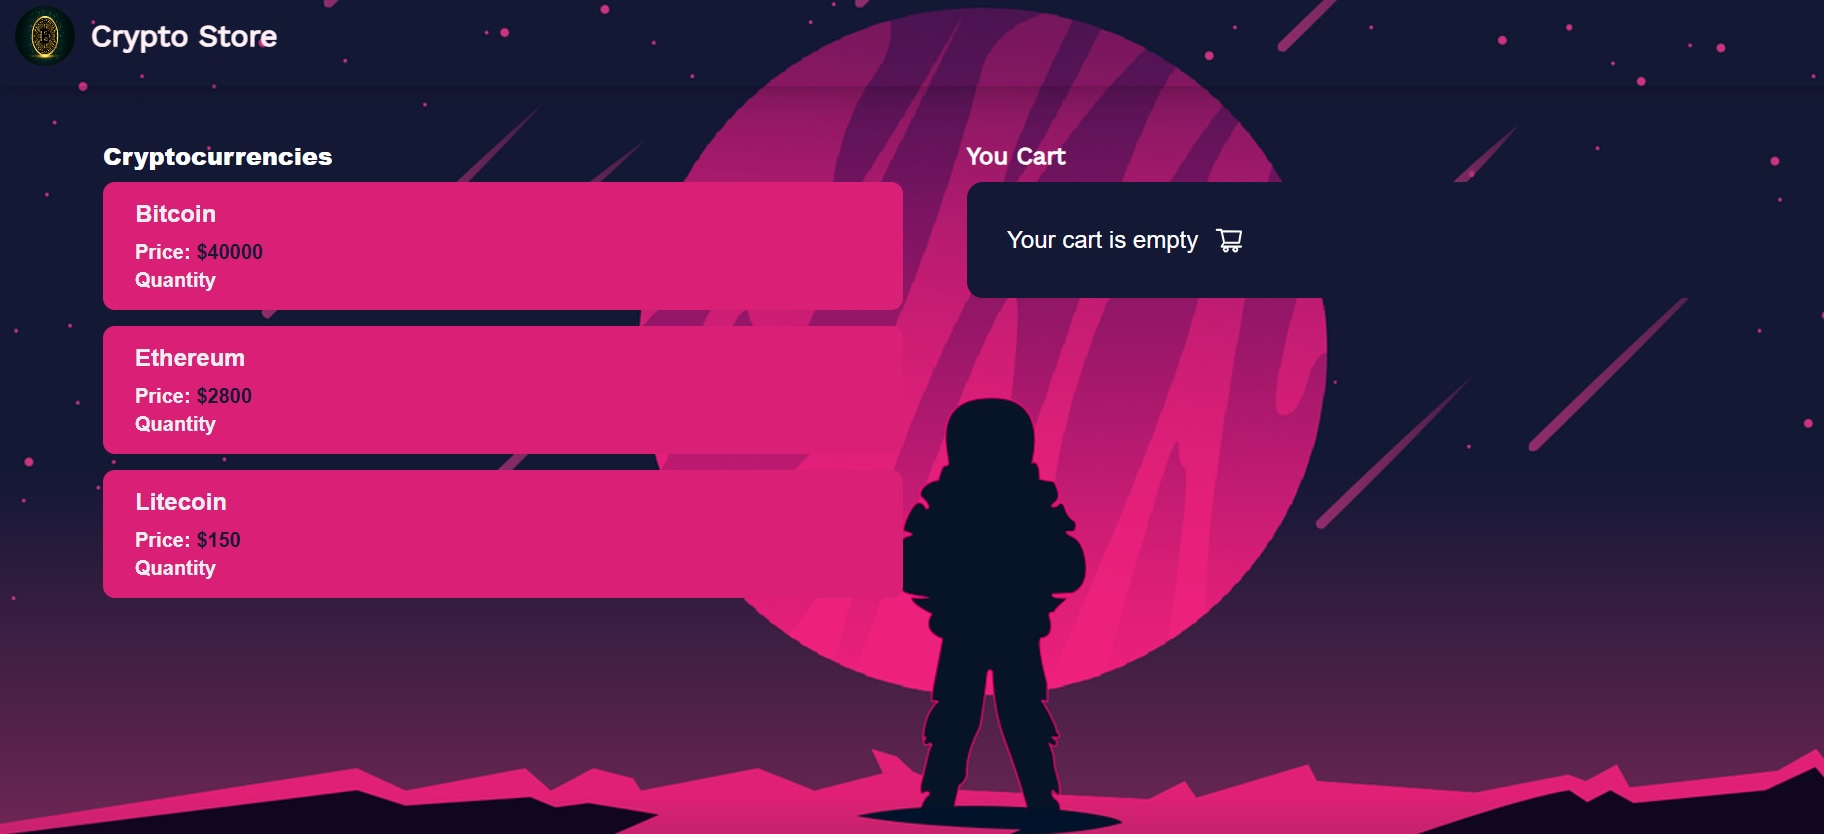 Crypto Store
Cryptocurrencies
Bitcoin
Price: $40000
Quantity
Ethereum
Price: $2800
Quantity
Litecoin
Price: $150
Quantity
You Cart
Your cart is empty